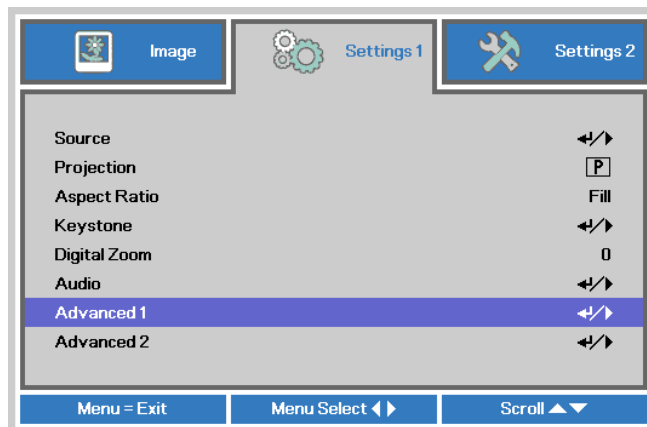 Image
Settings 1
Settings 2
Source ↵/▶
Projection P
Aspect Ratio Fill
Keystone ↵/▶
Digital Zoom 0
Audio ↵/▶
Advanced 1 ↵/▶
Advanced 2 ↵/▶
Menu = Exit
Menu Select ◀ ▶
Scroll ▲▼